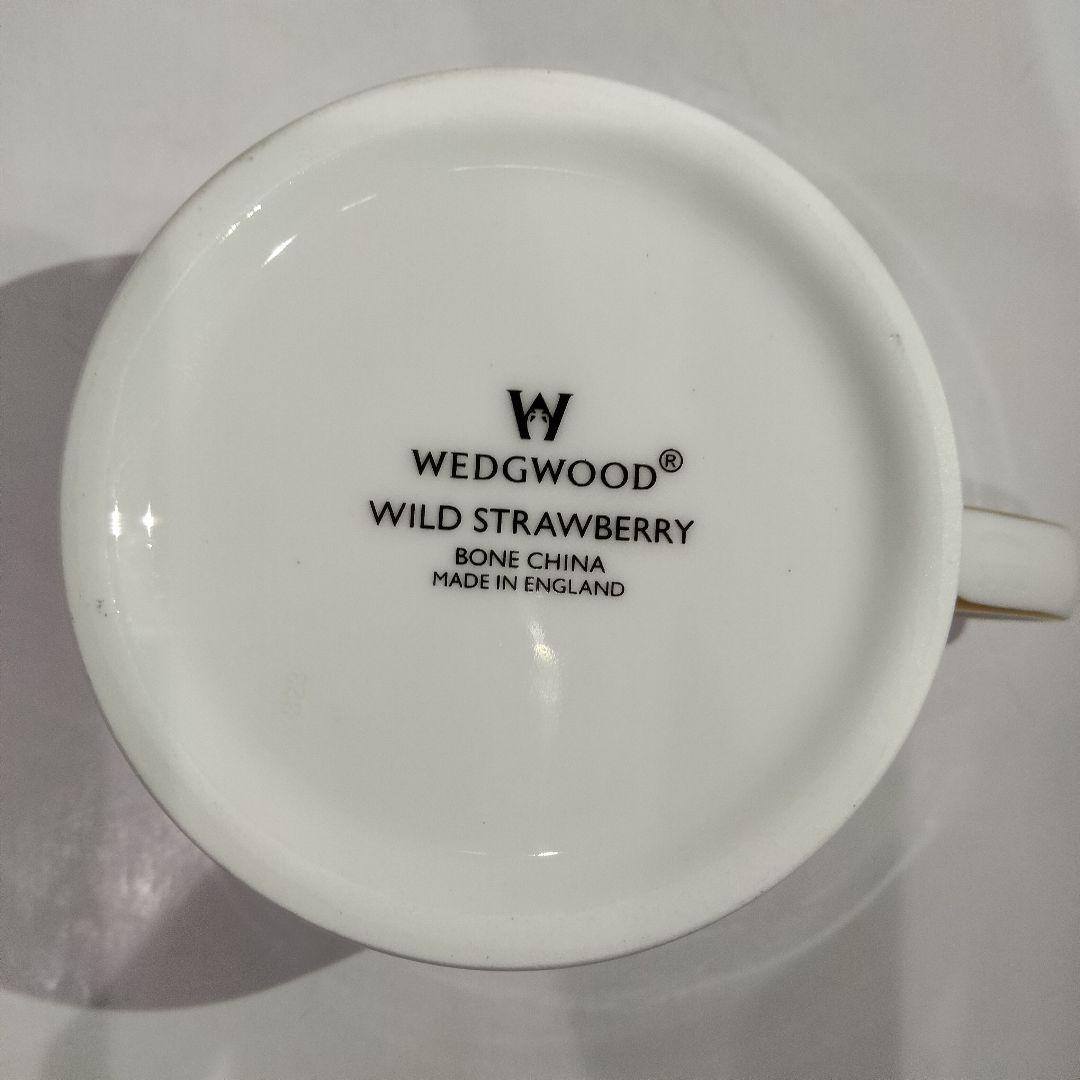 W
WEDGWOOD®
WILD STRAWBERRY
BONE CHINA
MADE IN ENGLAND